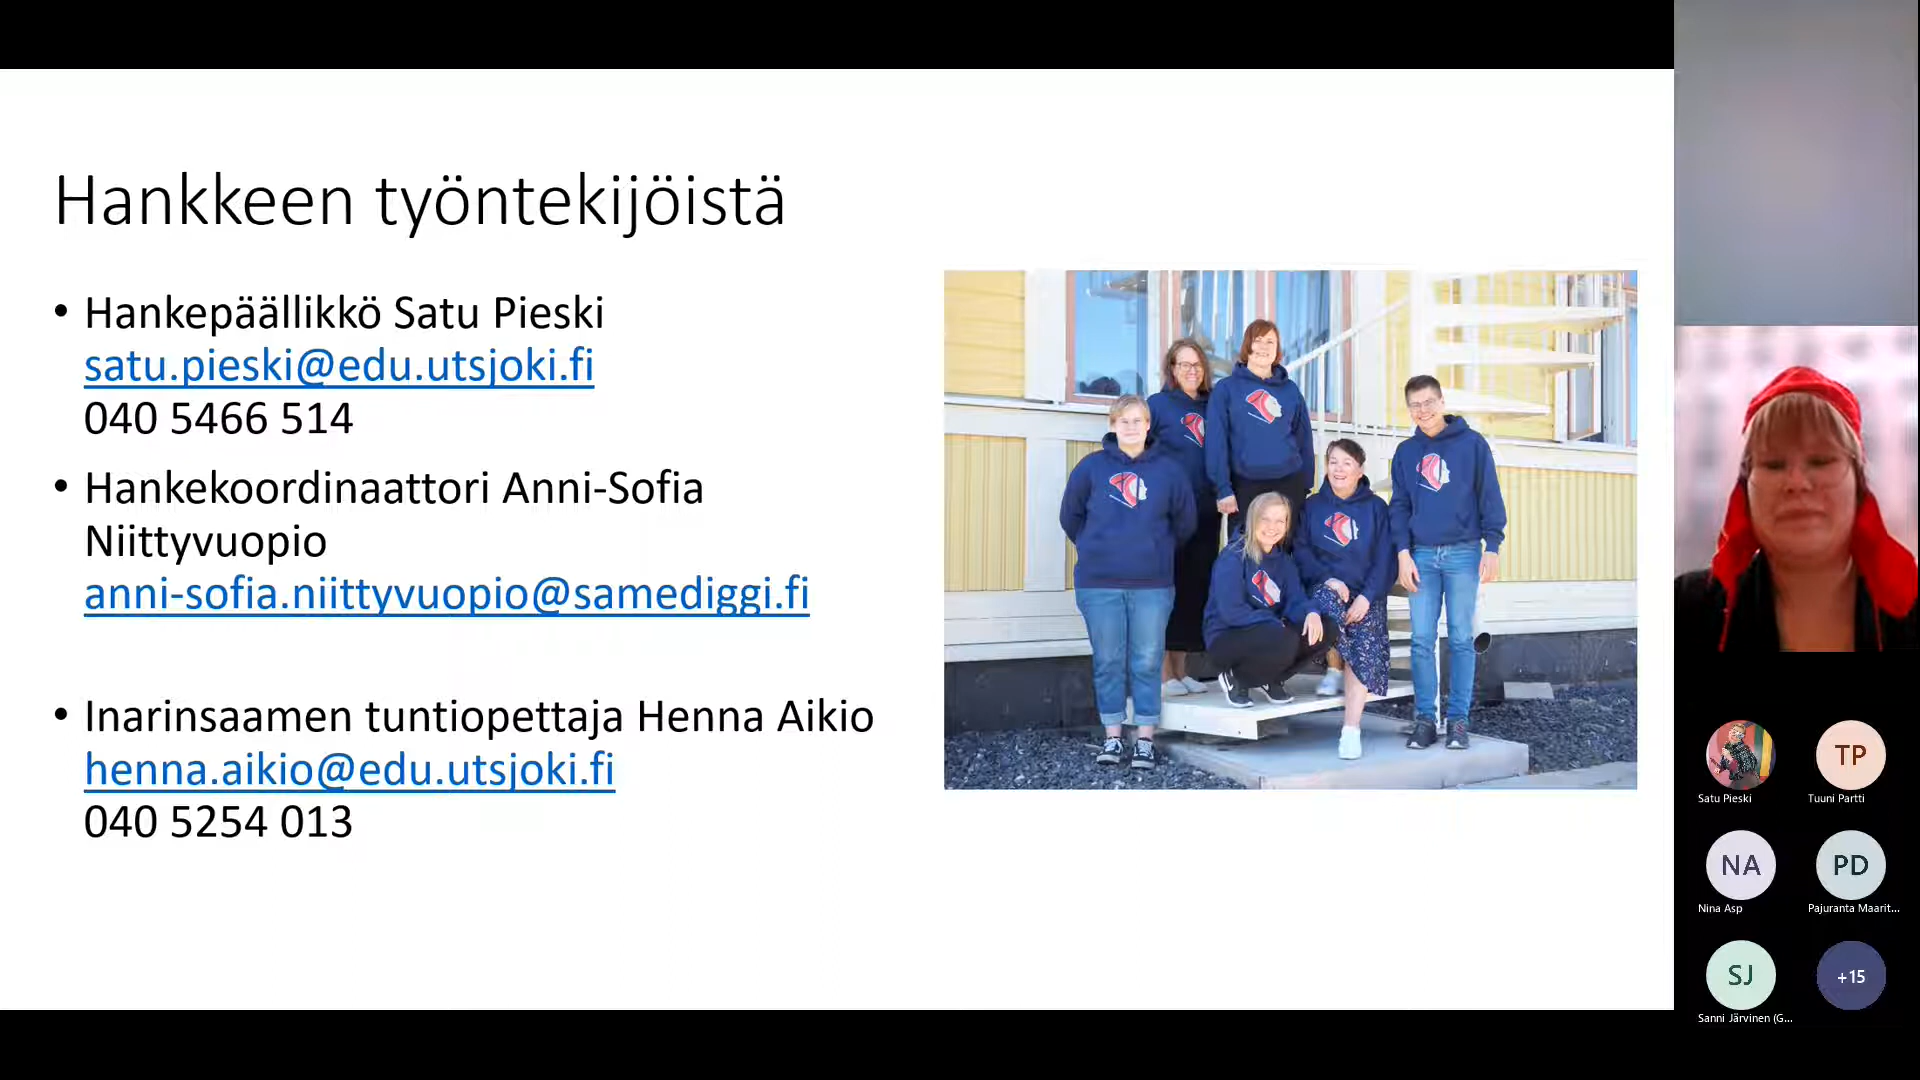 Hankkeen työntekijöistä
• Hankepäällikkö Satu Pieski
satu.pieski@edu.utsjoki.fi
040 5466 514
• Hankekoordinaattori Anni-Sofia
Niittyvuopio
anni-sofia.niittyvuopio@samediggi.fi
• Inarinsaamen tuntiopettaja Henna Aikio
henna.aikio@edu.utsjoki.fi
040 5254 013
Satu Pieski
TP
Tuuni Partti
NA
Nina Asp
PD
Pajuranta Maarit...
SJ
Sanni Järvinen (G...
+15